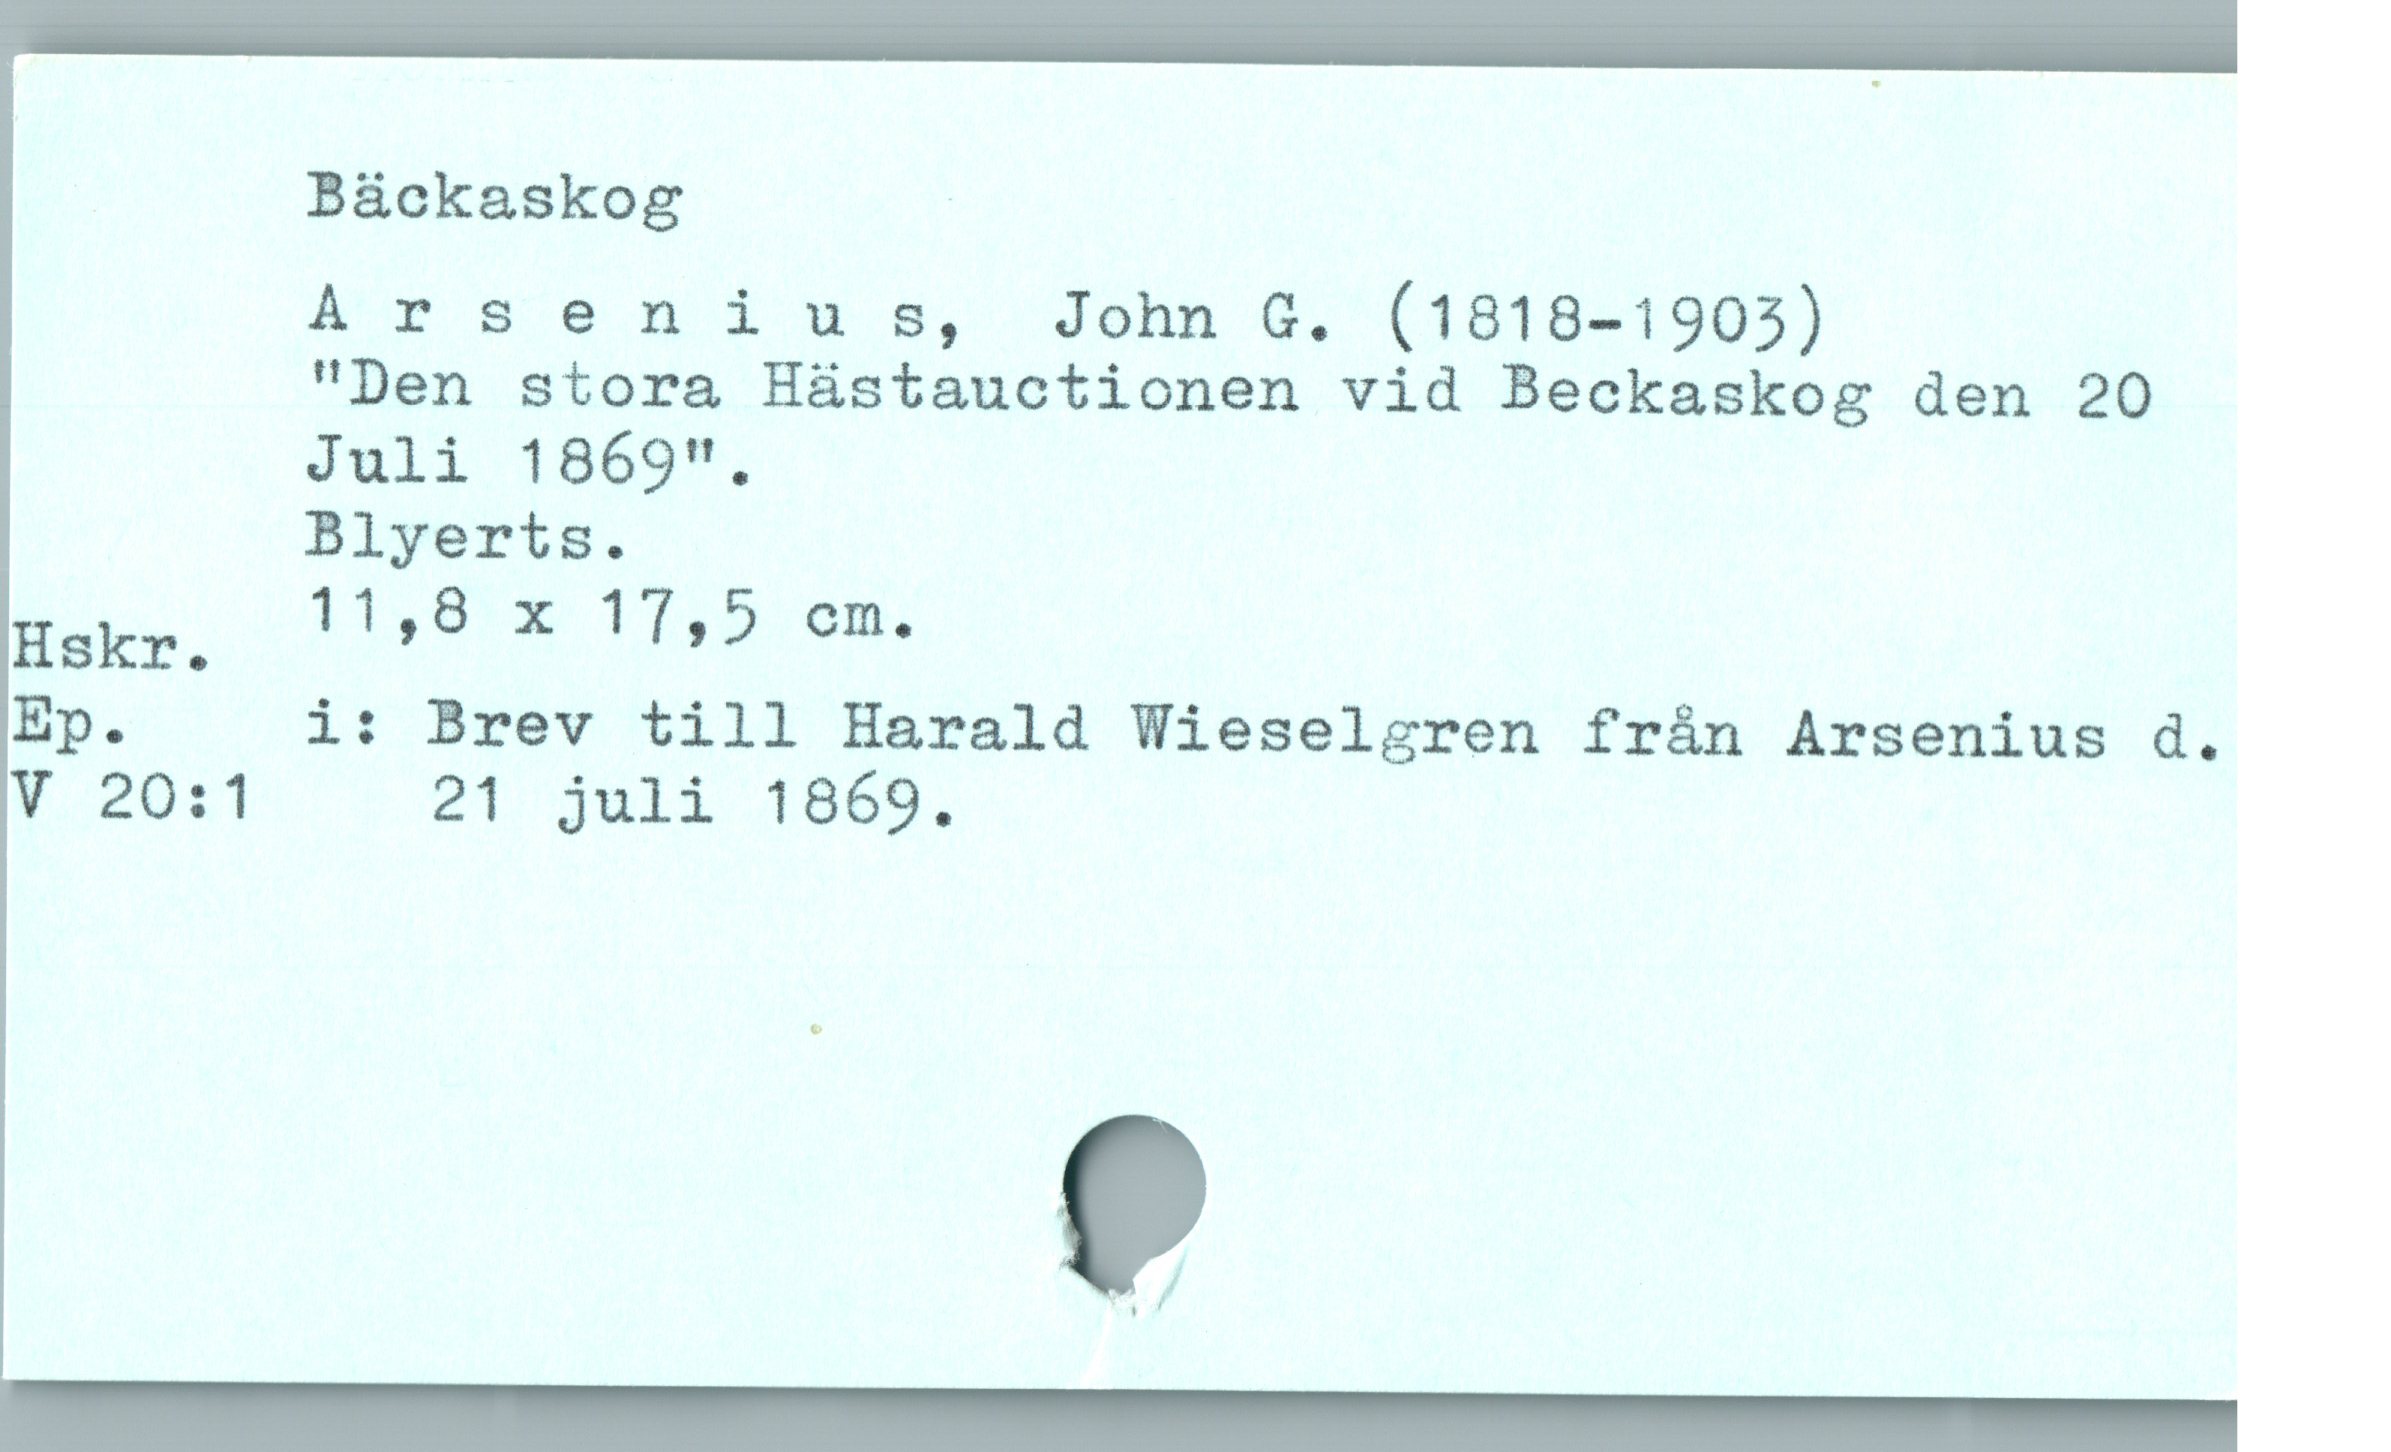 Bäckaskog
A r s e n i u s, John G. (1818-1903)
"Den stora Hästauctionen vid Beckaskog den 20
Juli 1869".
Blyerts.
11,8 x 17,5 cm.
Hskr.
Ep. i: Brev till Harald Wieselgren från Arsenius d.
V 20:1 21 juli 1869.